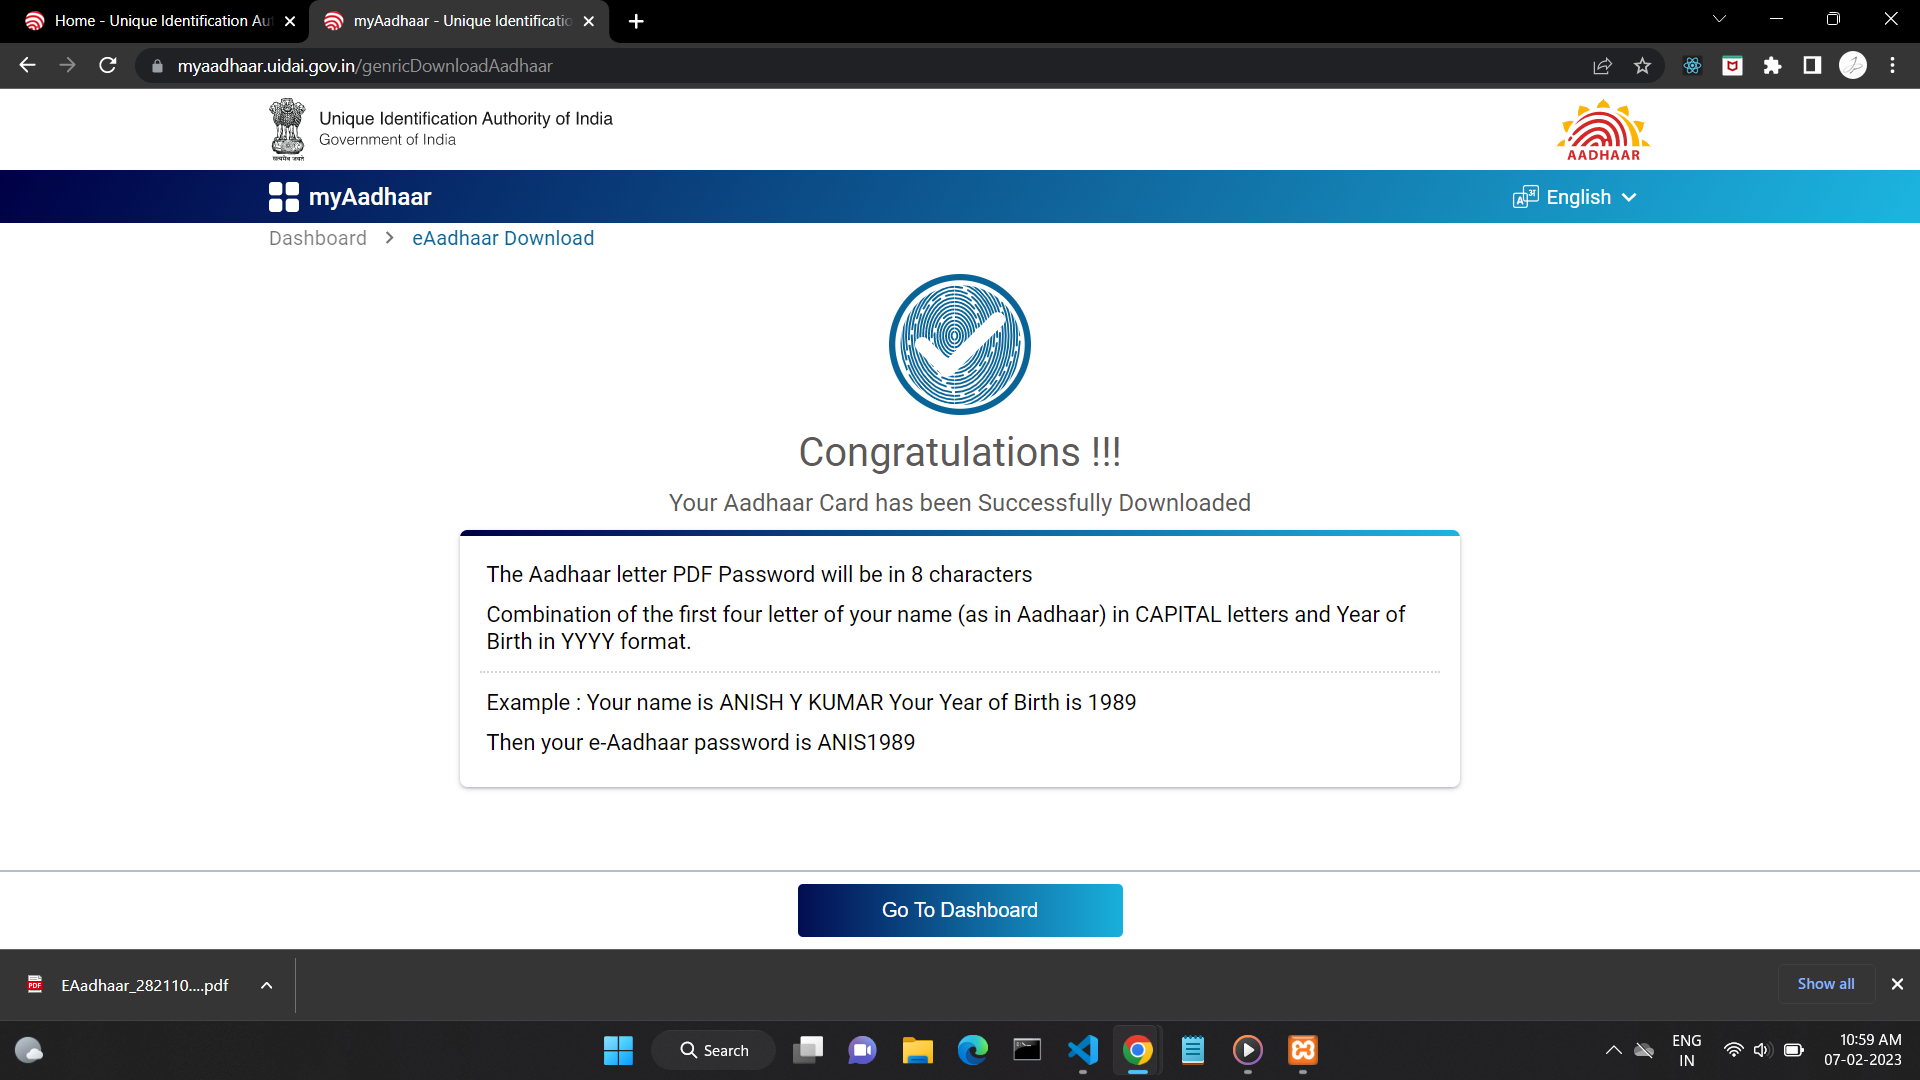 Home - Unique Identification Au
myAadhaar - Unique Identificatio
myaadhaar.uidai.gov.in/genricDownloadAadhaar
सत्यमेव जयते
Unique Identification Authority of India
Government of India
AADHAAR
myAadhaar
English
Dashboard > eAadhaar Download
Congratulations !!!
Your Aadhaar Card has been Successfully Downloaded
The Aadhaar letter PDF Password will be in 8 characters
Combination of the first four letter of your name (as in Aadhaar) in CAPITAL letters and Year of
Birth in YYYY format.
Example : Your name is ANISH Y KUMAR Your Year of Birth is 1989
Then your e-Aadhaar password is ANIS1989
Go To Dashboard
PDF
EAadhaar_282110....pdf
Show all
Search
ENG
IN
10:59 AM
07-02-2023